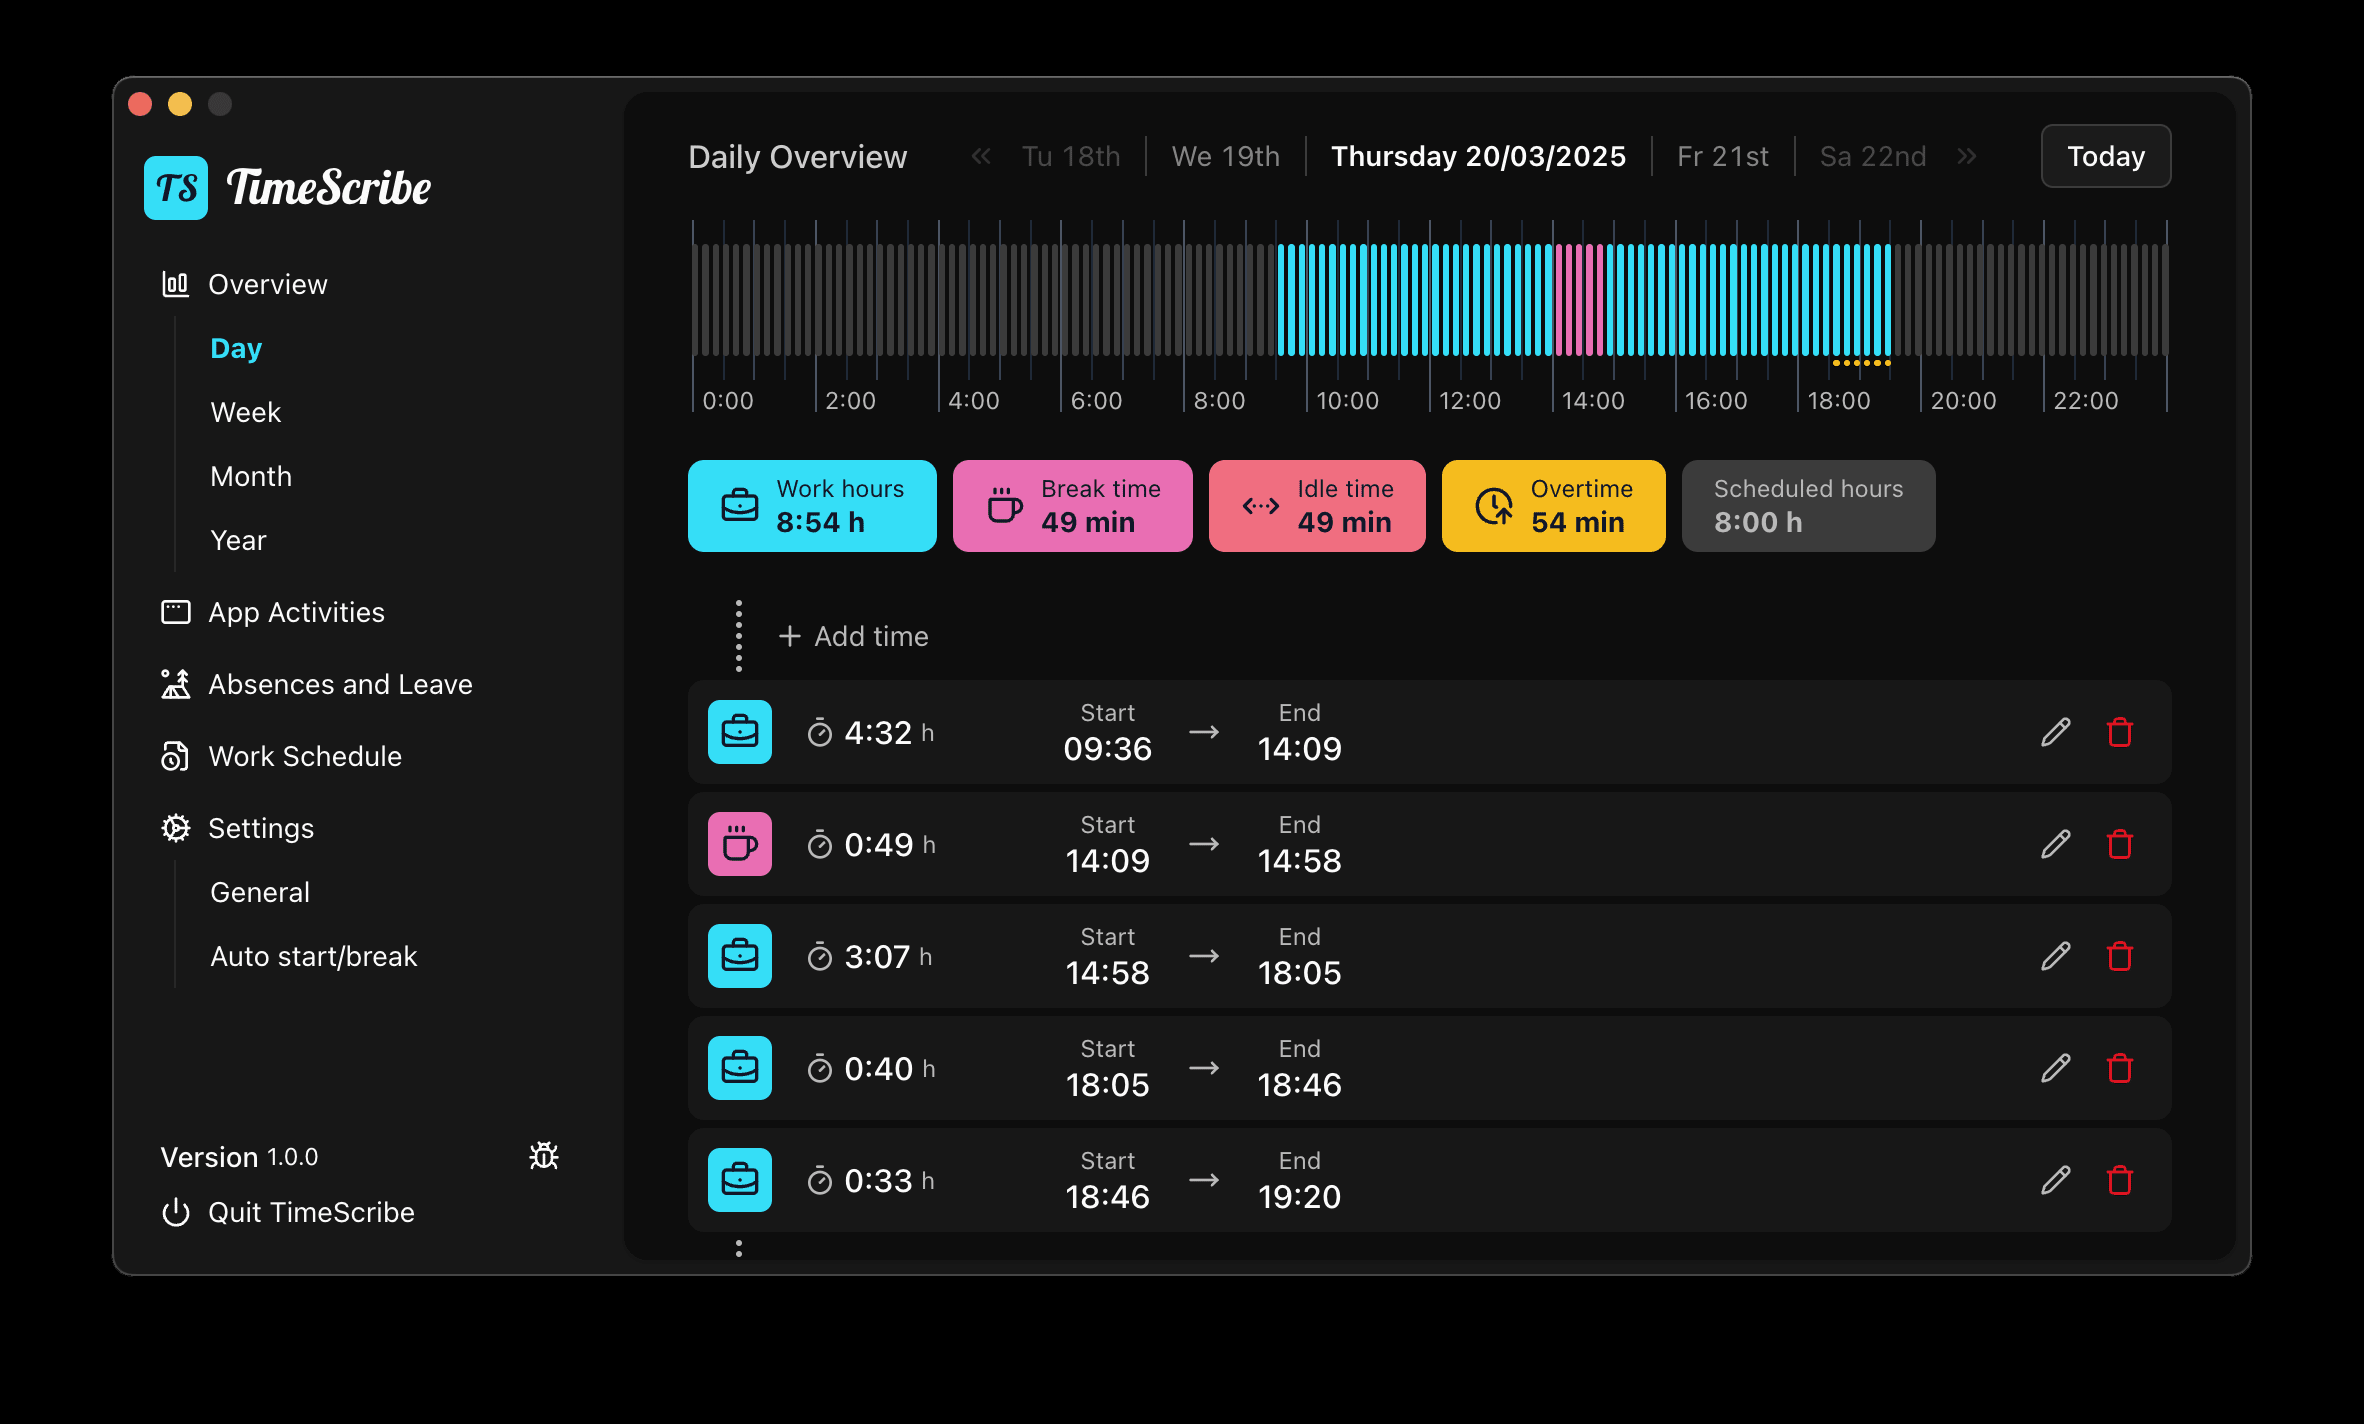 TS TimeScribe
Overview
Day
Week
Month
Year
App Activities
Absences and Leave
Work Schedule
Settings
General
Auto start/break
Version 1.0.0
Quit TimeScribe
Daily Overview
Tu 18th
We 19th
Thursday 20/03/2025
Fr 21st
Sa 22nd
Today
0:00 2:00 4:00 6:00 8:00 10:00 12:00 14:00 16:00 18:00 20:00 22:00
Work hours
8:54 h
Break time
49 min
Idle time
49 min
Overtime
54 min
Scheduled hours
8:00 h
Add time
4:32 h
Start
09:36
End
14:09
0:49 h
Start
14:09
End
14:58
3:07 h
Start
14:58
End
18:05
0:40 h
Start
18:05
End
18:46
0:33 h
Start
18:46
End
19:20